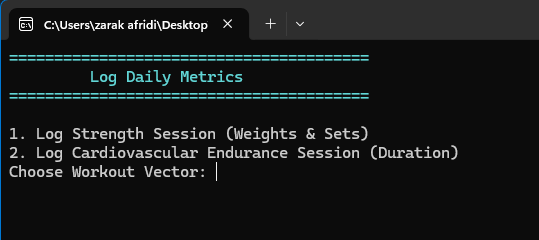 C:\Users\zarak afridi\Desktop
========================================
Log Daily Metrics
========================================
1. Log Strength Session (Weights & Sets)
2. Log Cardiovascular Endurance Session (Duration)
Choose Workout Vector: